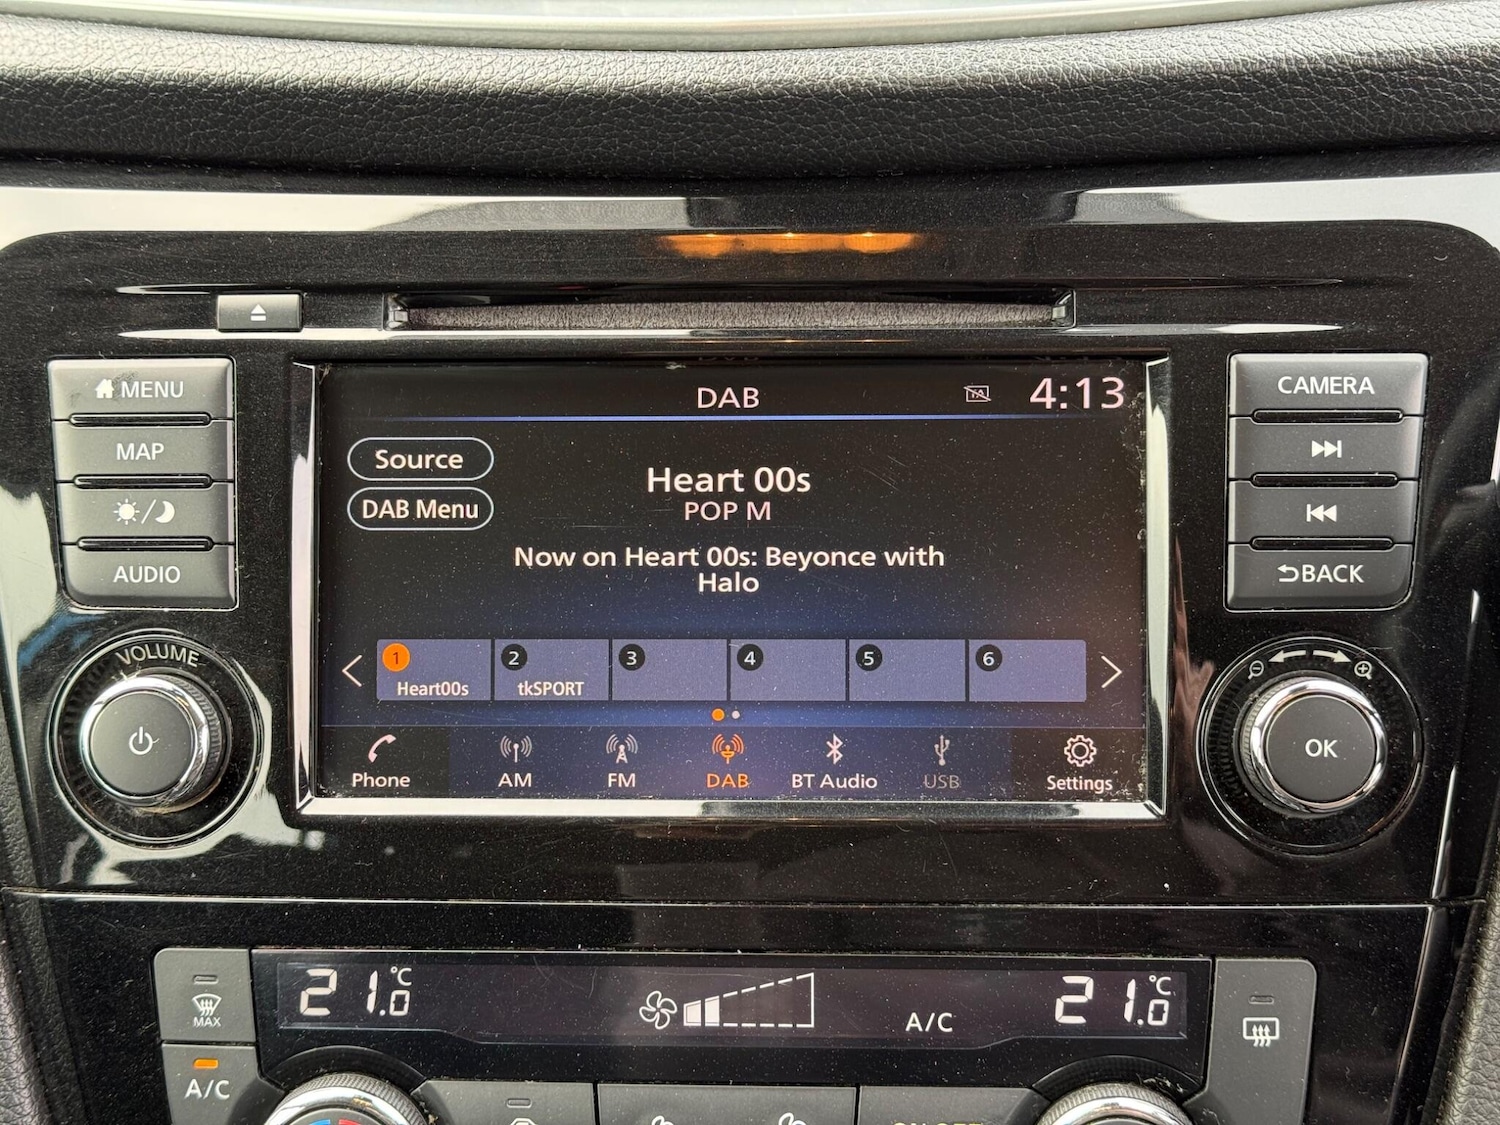 MENU
MAP
AUDIO
VOLUME
DAB
TA
4:13
Source
DAB Menu
Heart 00s
POP M
Now on Heart 00s: Beyonce with
Halo
1
Heart00s
2
tkSPORT
3
4
5
6
Phone
AM
FM
DAB
BT Audio
USB
Settings
CAMERA
BACK
OK
21.0 °C
A/C
21.0 °C
MAX
A/C